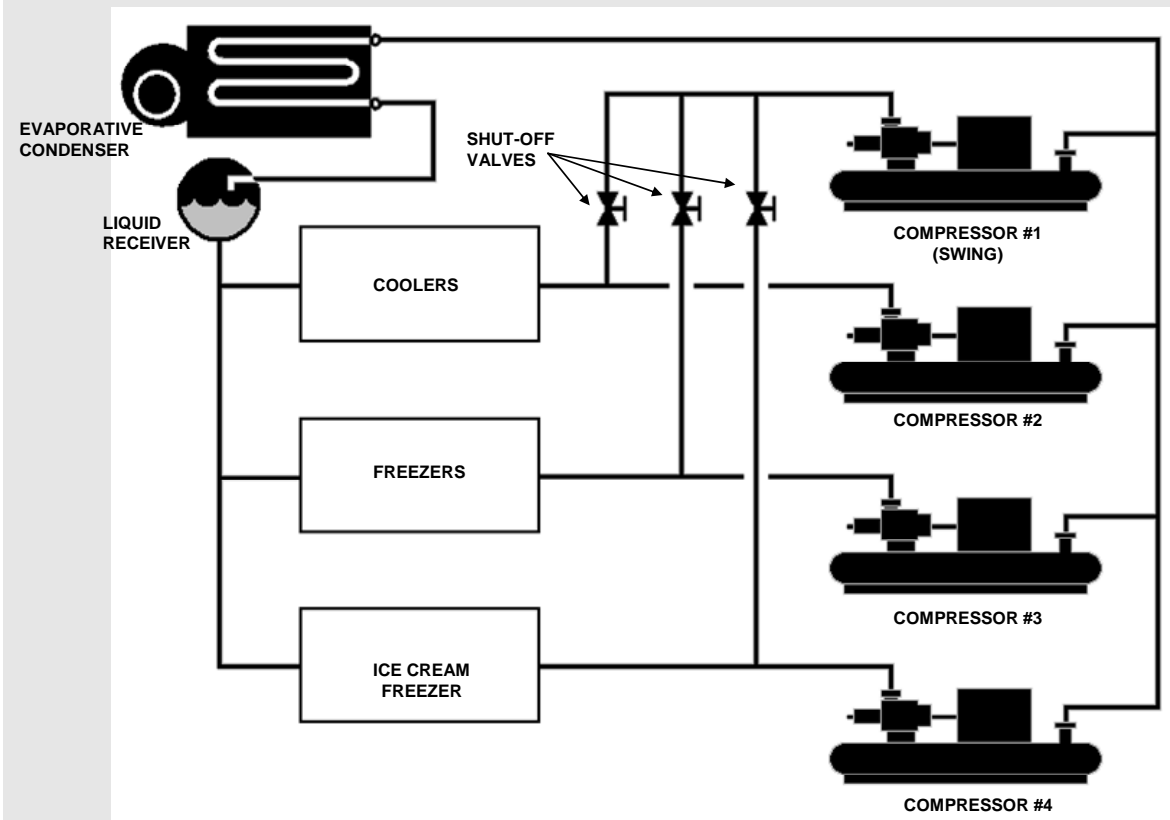 EVAPORATIVE
CONDENSER
SHUT-OFF
VALVES
LIQUID
RECEIVER
COMPRESSOR #1
(SWING)
COOLERS
COMPRESSOR #2
FREEZERS
COMPRESSOR #3
ICE CREAM
FREEZER
COMPRESSOR #4